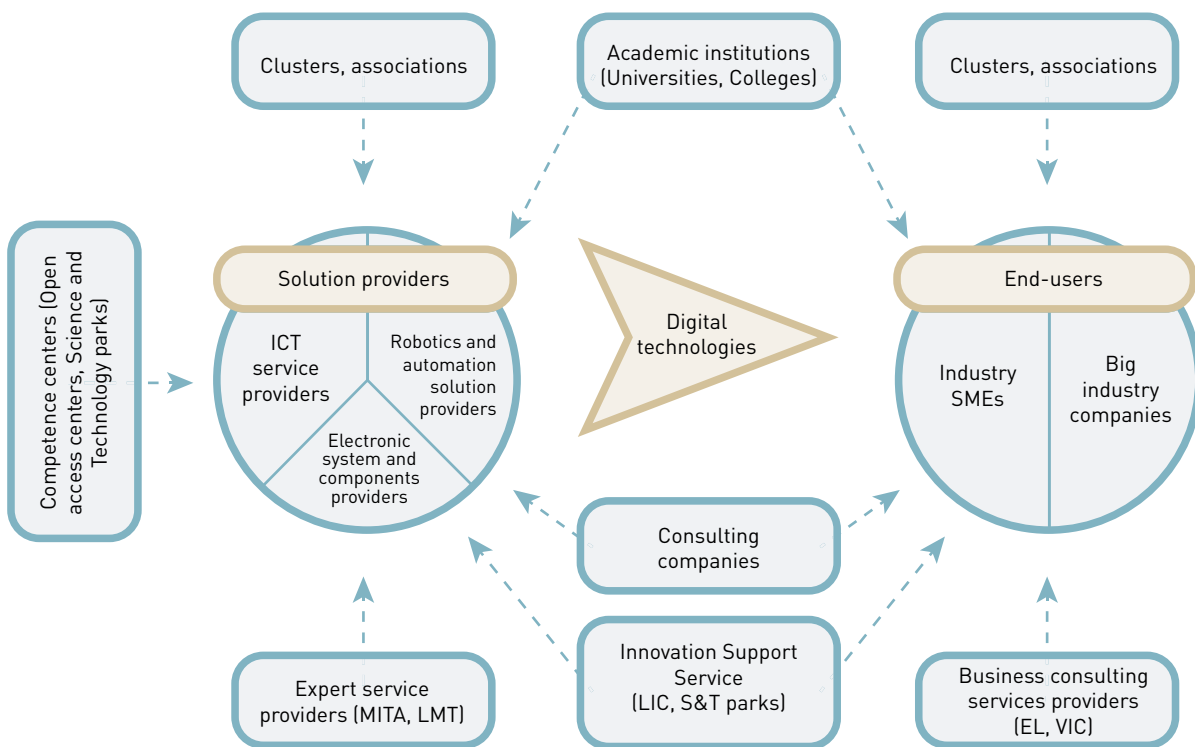 Clusters, associations
Academic institutions
(Universities, Colleges)
Clusters, associations
Competence centers (Open
access centers, Science and
Technology parks)
Solution providers
ICT
service
providers
Robotics and
automation
solution
providers
Electronic
system and
components
providers
Digital
technologies
End-users
Industry
SMEs
Big
industry
companies
Consulting
companies
Expert service
providers (MITA, LMT)
Innovation Support
Service
(LIC, S&T parks)
Business consulting
services providers
(EL, VIC)